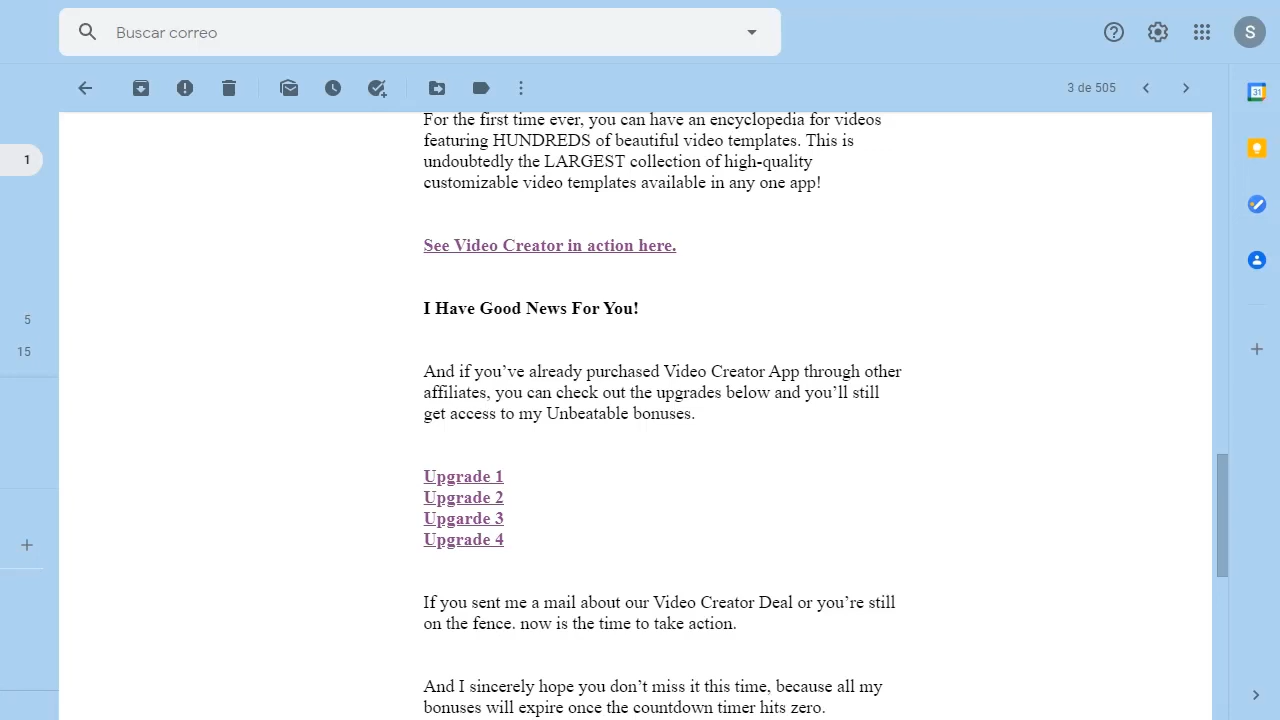 Buscar correo
S
3 de 505
31
1
5
15
For the first time ever, you can have an encyclopedia for videos
featuring HUNDREDS of beautiful video templates. This is
undoubtedly the LARGEST collection of high-quality
customizable video templates available in any one app!
See Video Creator in action here.
I Have Good News For You!
And if you’ve already purchased Video Creator App through other
affiliates, you can check out the upgrades below and you’ll still
get access to my Unbeatable bonuses.
Upgrade 1
Upgrade 2
Upgarde 3
Upgrade 4
If you sent me a mail about our Video Creator Deal or you’re still
on the fence. now is the time to take action.
And I sincerely hope you don’t miss it this time, because all my
bonuses will expire once the countdown timer hits zero.